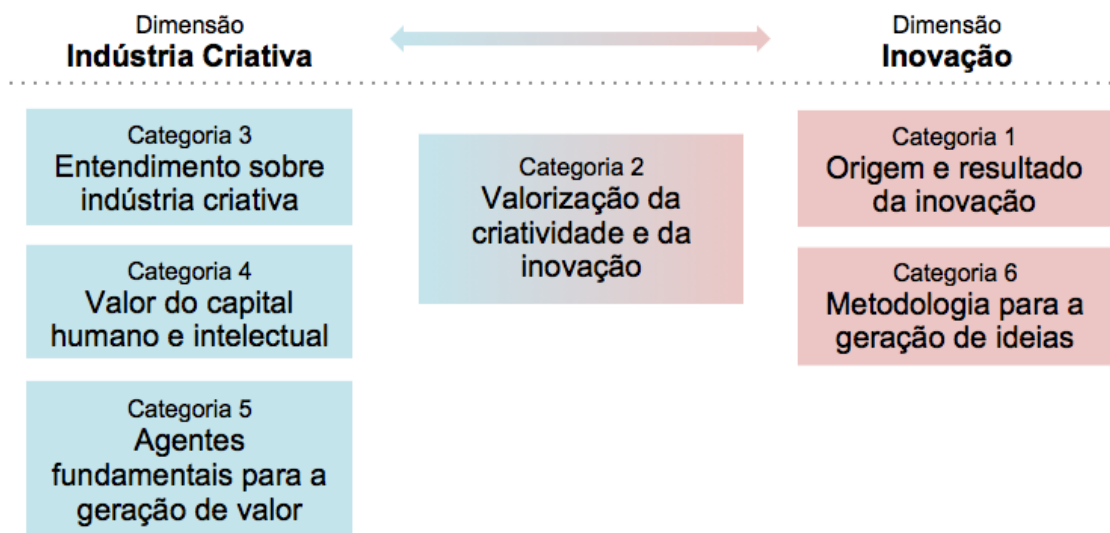 Dimensão
Indústria Criativa
Dimensão
Inovação
Categoria 3
Entendimento sobre
indústria criativa
Categoria 4
Valor do capital
humano e intelectual
Categoria 5
Agentes
fundamentais para a
geração de valor
Categoria 2
Valorização da
criatividade e da
inovação
Categoria 1
Origem e resultado
da inovação
Categoria 6
Metodologia para a
geração de ideias